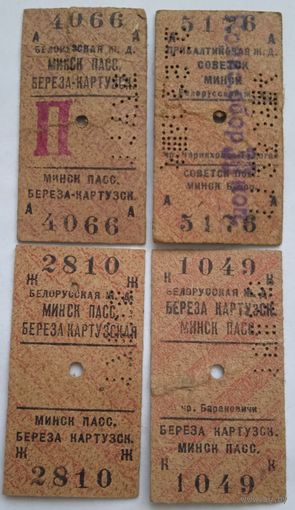 4066
А А
БЕЛОРУССКАЯ Ж. Д.
МИНСК ПАСС.
БЕРЕЗА-КАРТУЗСК.
П
МИНСК ПАСС.
БЕРЕЗА-КАРТУЗСК.
А А
4066
5176
А А
ПРИБАЛТИЙСКАЯ Ж. Д.
СОВЕТСК
МИНСК
Белорусской ж. д.
СОВЕТСК
МИНСК
А А
5176
2810
Ж Ж
БЕЛОРУССКАЯ Ж. Д.
МИНСК ПАСС.
БЕРЕЗА КАРТУЗСКАЯ
МИНСК ПАСС.
БЕРЕЗА КАРТУЗСК.
Ж Ж
2810
1049
К К
БЕЛОРУССКАЯ Ж. Д.
БЕРЕЗА КАРТУЗСК.
МИНСК ПАСС.
чр. Барановичи
БЕРЕЗА КАРТУЗСК.
МИНСК ПАСС.
К К
1049